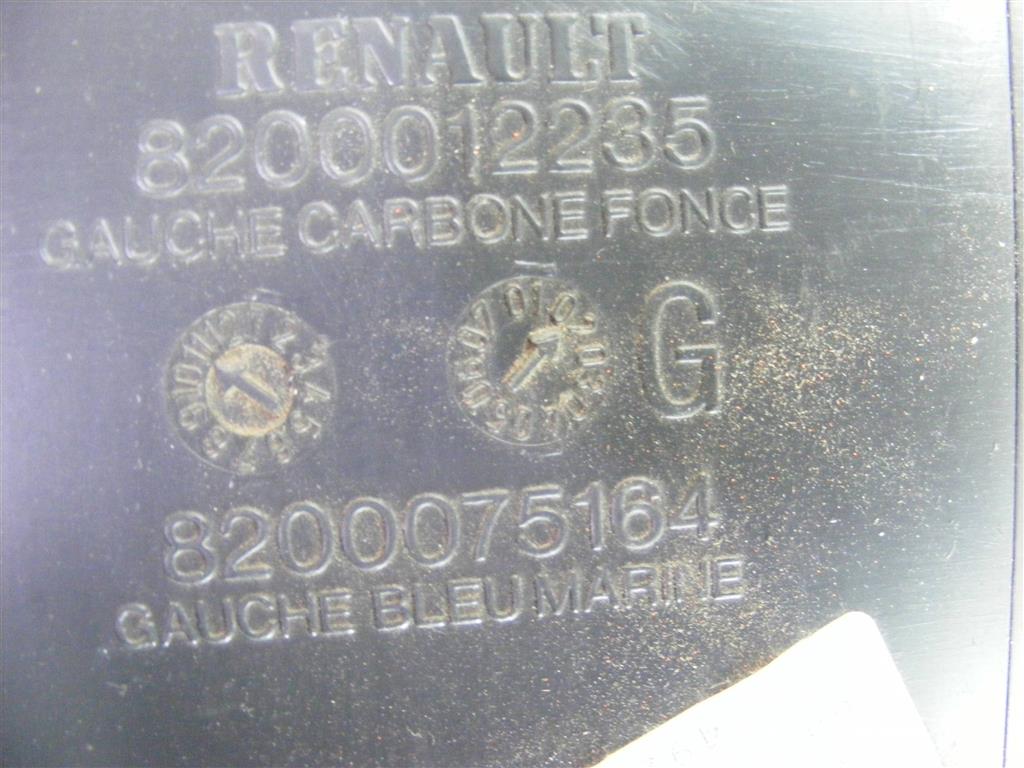 RENAULT
8200012235
GAUCHE CARBONE FONCE
G
8200075164
GAUCHE BLEU MARINE